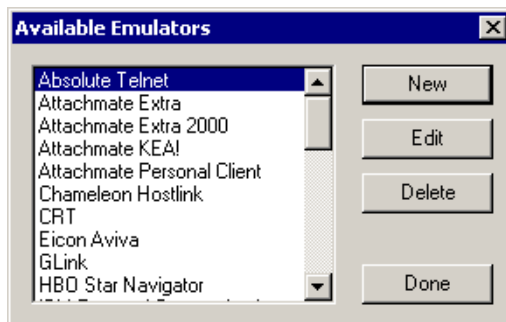 Available Emulators
Absolute Telnet
Attachmate Extra
Attachmate Extra 2000
Attachmate KEA!
Attachmate Personal Client
Chameleon Hostlink
CRT
Eicon Aviva
GLink
HBO Star Navigator
New
Edit
Delete
Done